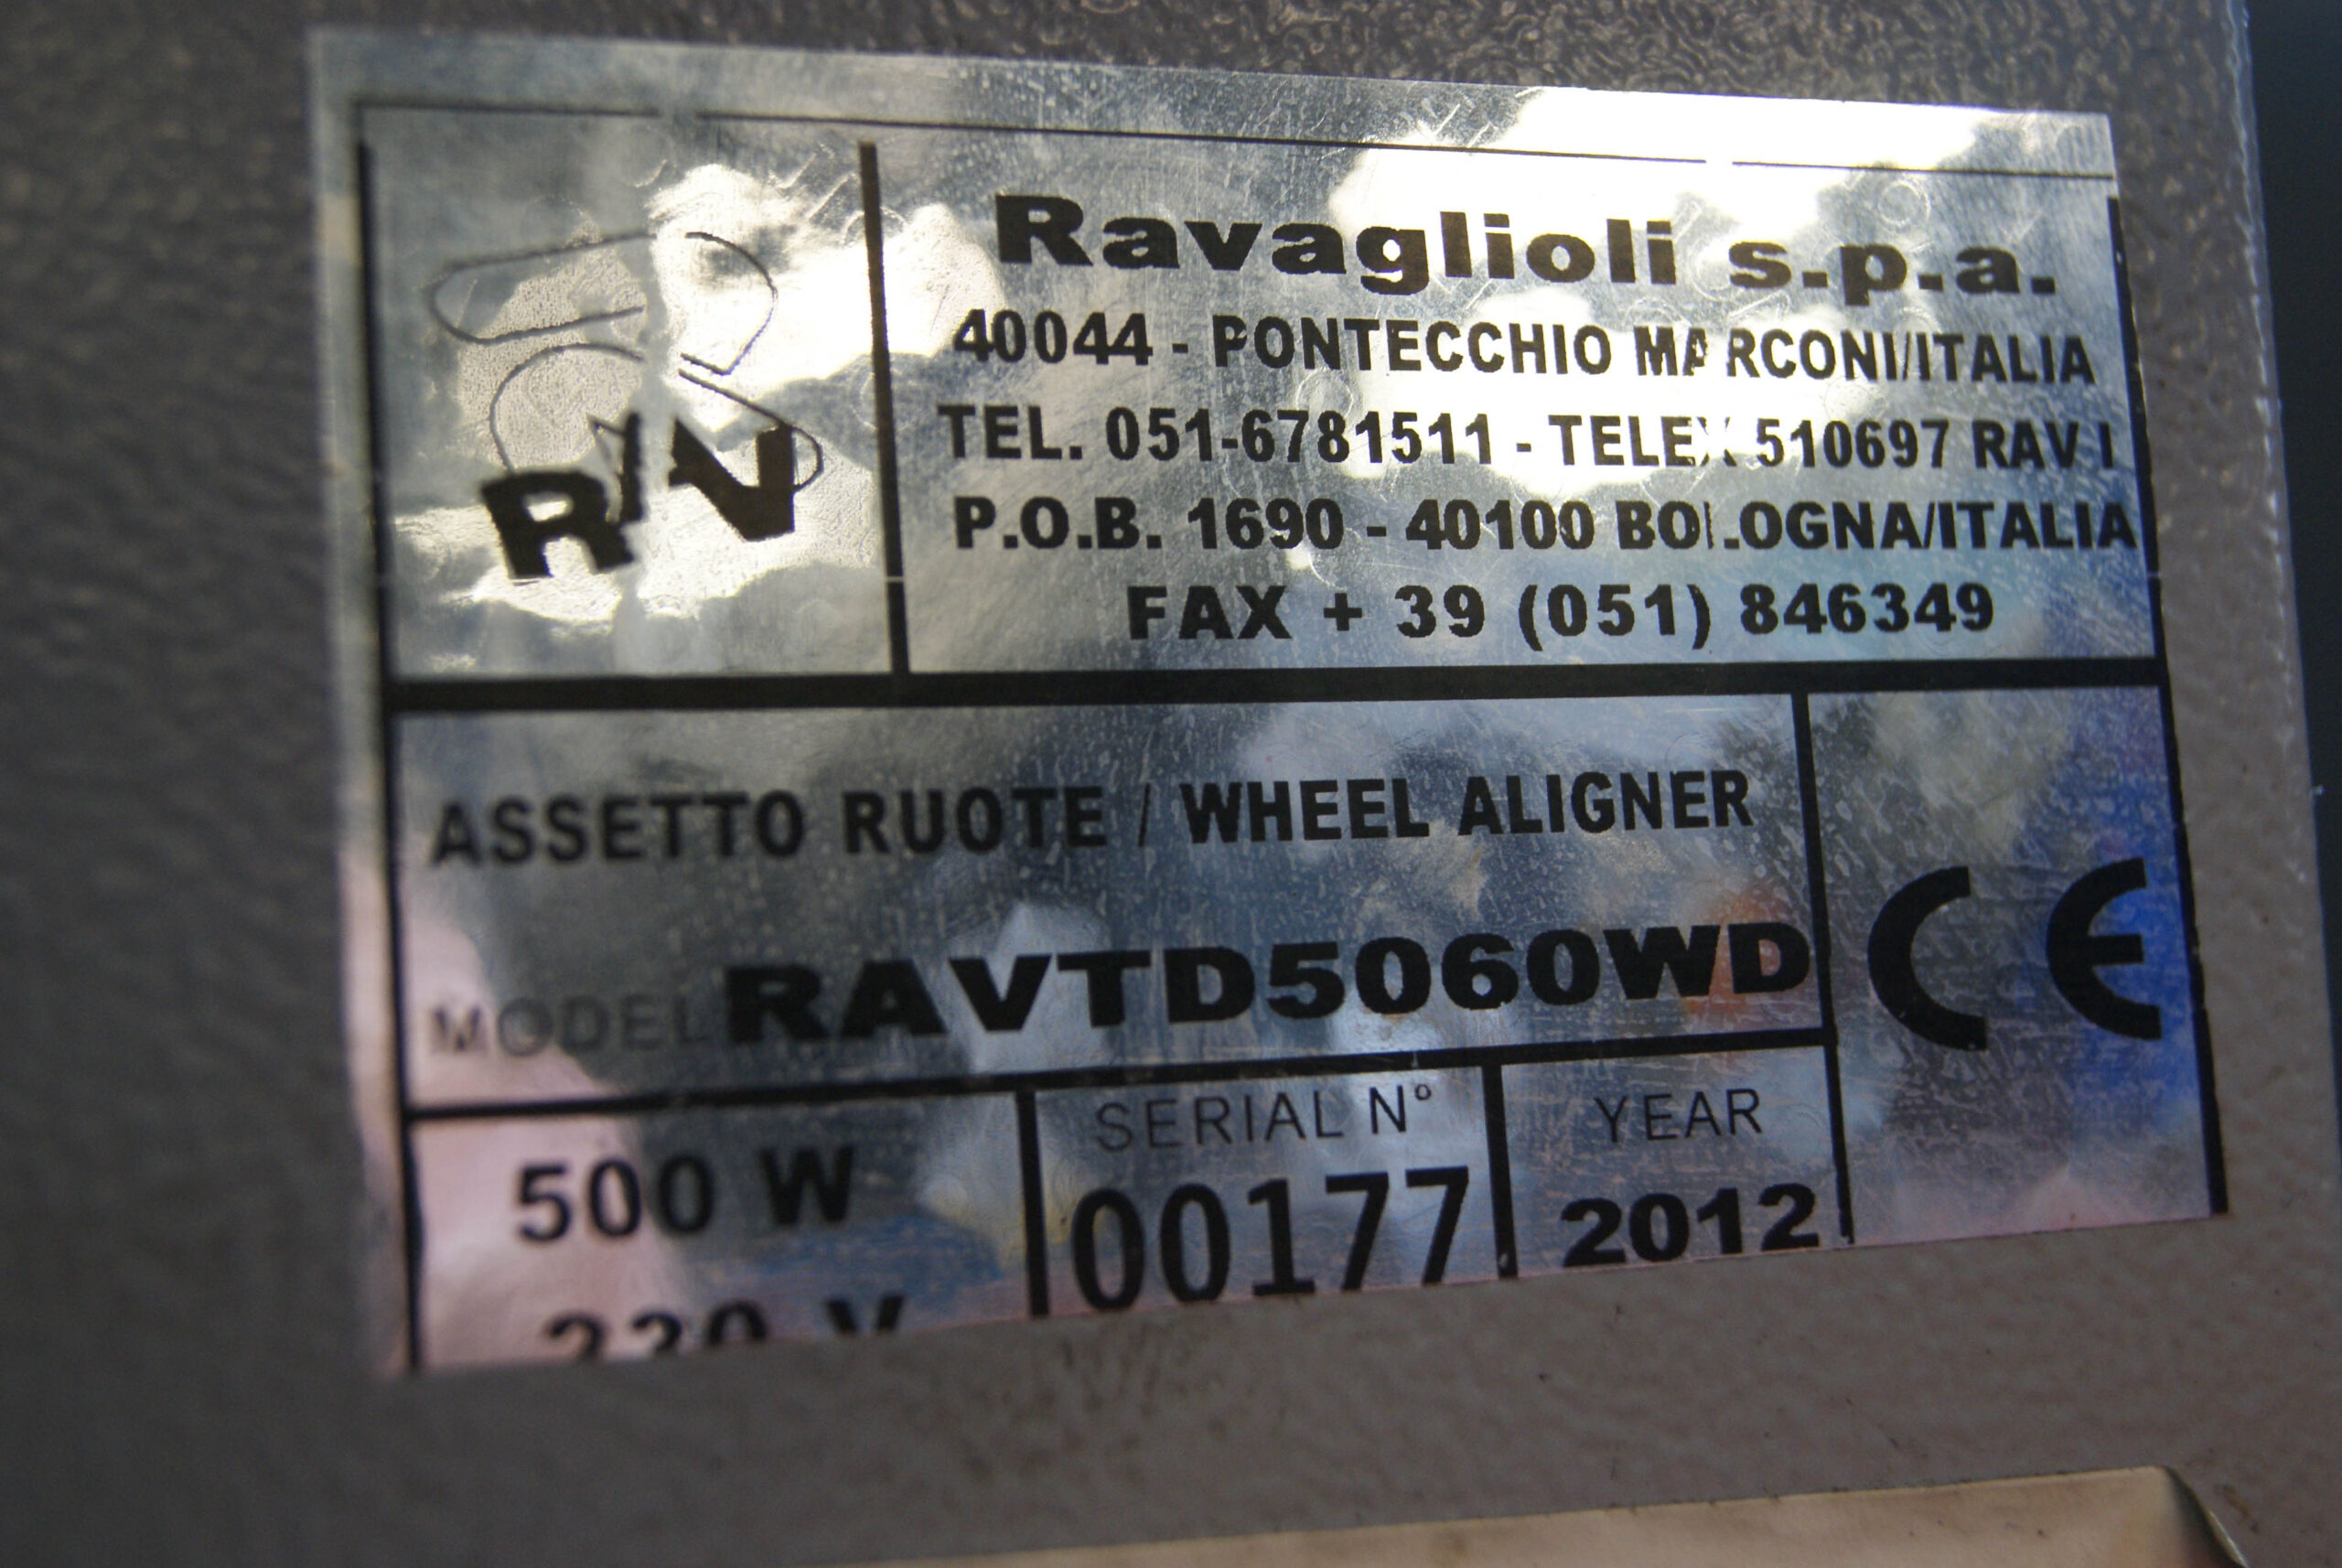 RAV
Ravaglioli s.p.a.
40044 - PONTECCHIO MARCONI/ITALIA
TEL. 051-6781511 - TELEX 510697 RAV I
P.O.B. 1690 - 40100 BOLOGNA/ITALIA
FAX + 39 (051) 846349
ASSETTO RUOTE / WHEEL ALIGNER
MODEL RAVTD5060WD
CE
500 W
SERIAL N°
00177
YEAR
2012